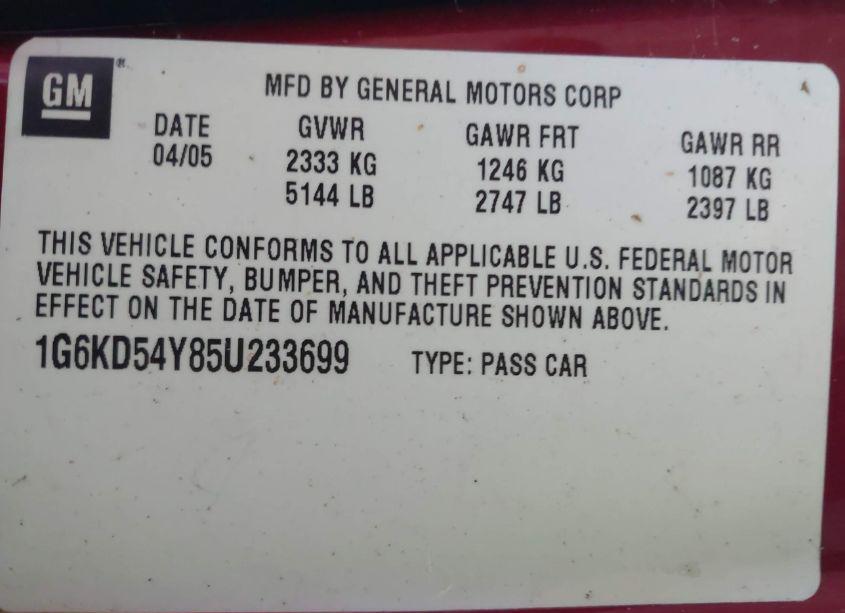 GM®
MFD BY GENERAL MOTORS CORP
DATE GVWR GAWR FRT GAWR RR
04/05 2333 KG 1246 KG 1087 KG
5144 LB 2747 LB 2397 LB
THIS VEHICLE CONFORMS TO ALL APPLICABLE U.S. FEDERAL MOTOR
VEHICLE SAFETY, BUMPER, AND THEFT PREVENTION STANDARDS IN
EFFECT ON THE DATE OF MANUFACTURE SHOWN ABOVE.
1G6KD54Y85U233699 TYPE: PASS CAR